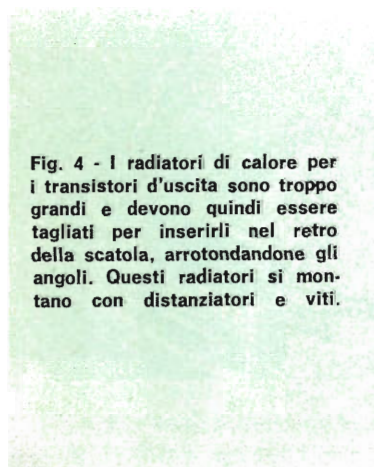 Fig. 4 - I radiatori di calore per
i transistori d'uscita sono troppo
grandi e devono quindi essere
tagliati per inserirli nel retro
della scatola, arrotondandone gli
angoli. Questi radiatori si mon-
tano con distanziatori e viti.